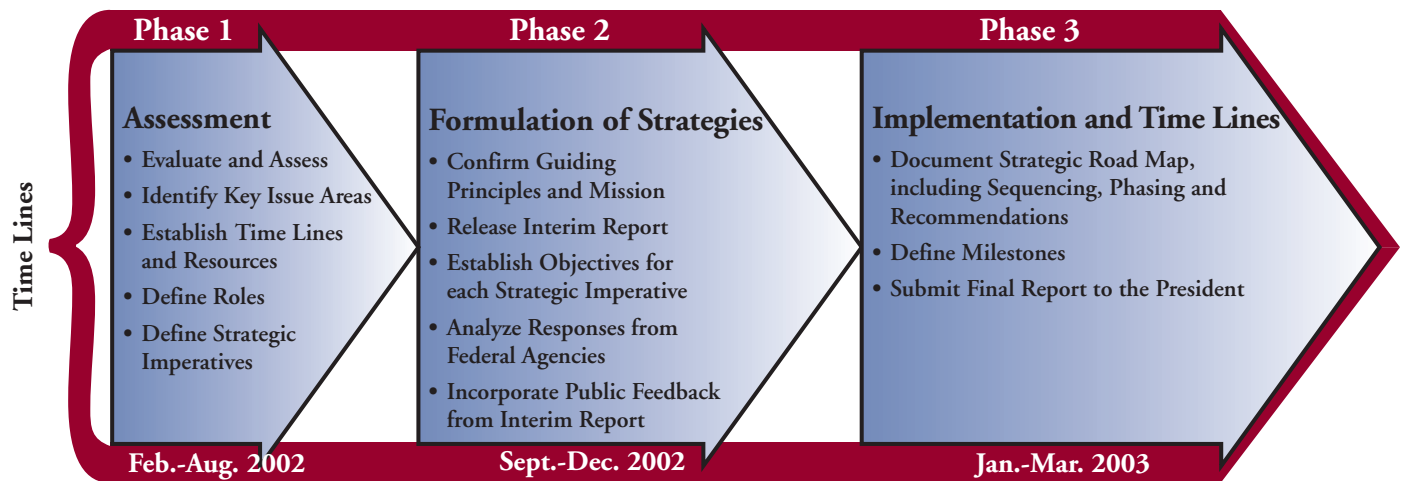 Time Lines
Phase 1
Assessment
• Evaluate and Assess
• Identify Key Issue Areas
• Establish Time Lines
and Resources
• Define Roles
• Define Strategic
Imperatives
Feb.-Aug. 2002
Phase 2
Formulation of Strategies
• Confirm Guiding
Principles and Mission
• Release Interim Report
• Establish Objectives for
each Strategic Imperative
• Analyze Responses from
Federal Agencies
• Incorporate Public Feedback
from Interim Report
Sept.-Dec. 2002
Phase 3
Implementation and Time Lines
• Document Strategic Road Map,
including Sequencing, Phasing and
Recommendations
• Define Milestones
• Submit Final Report to the President
Jan.-Mar. 2003